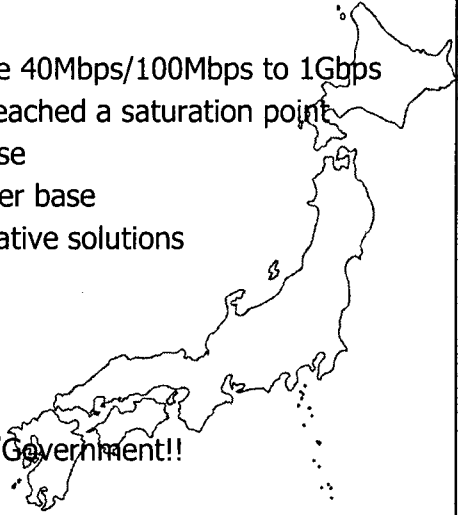 e 40Mbps/100Mbps to 1Gbps
eached a saturation point
se
er base
ative solutions
Government!!